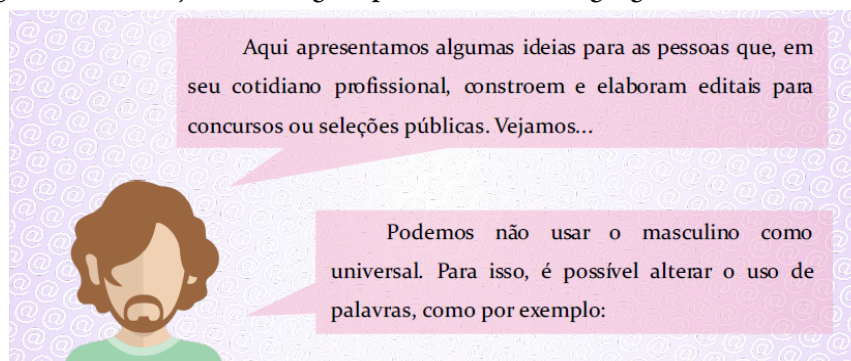 Aqui apresentamos algumas ideias para as pessoas que, em
seu cotidiano profissional, constroem e elaboram editais para
concursos ou seleções públicas. Vejamos...
Podemos não usar o masculino como
universal. Para isso, é possível alterar o uso de
palavras, como por exemplo: